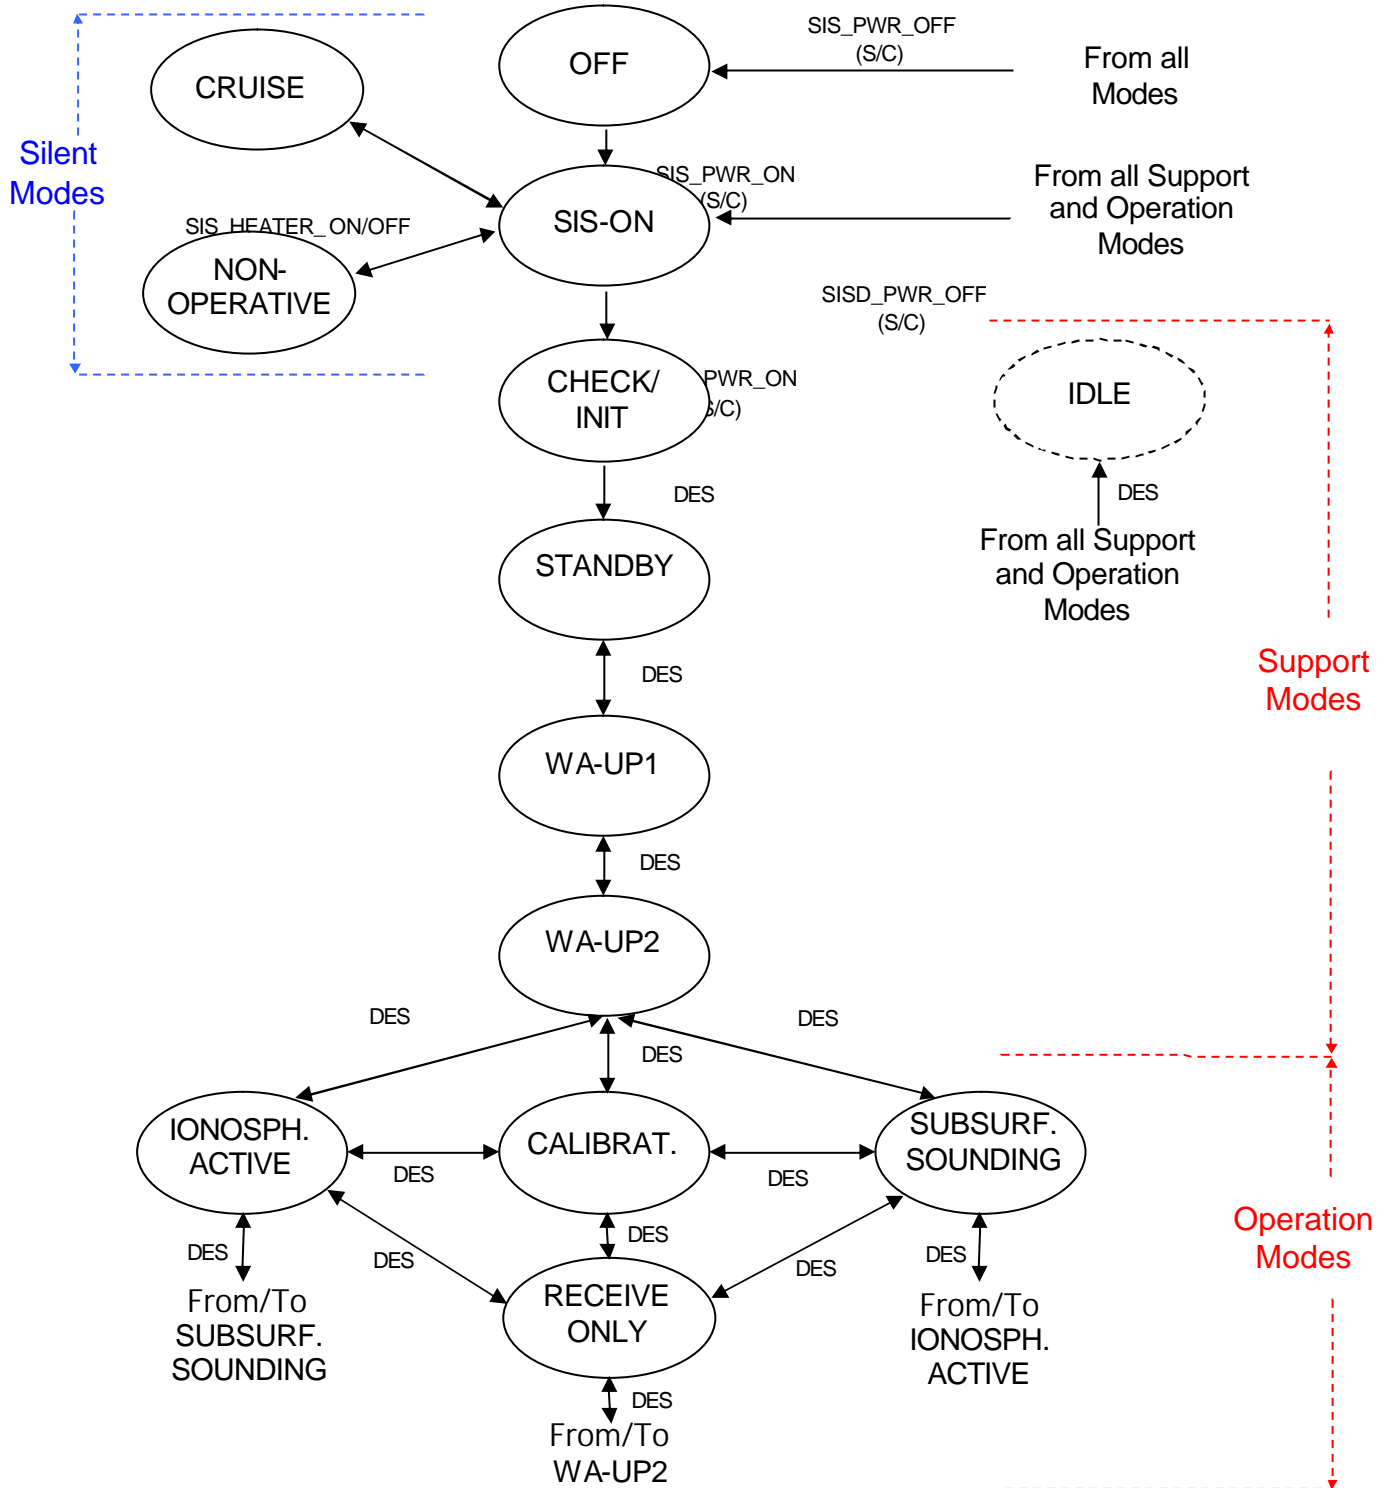 SIS_PWR_OFF
(S/C)
OFF
From all
Modes
CRUISE
Silent
Modes
SIS_PWR_ON
(S/C)
From all Support
and Operation
Modes
SIS-ON
SIS_HEATER_ON/OFF
NON-
OPERATIVE
SISD_PWR_OFF
(S/C)
CHECK/
INIT
PWR_ON
S/C)
IDLE
DES
DES
From all Support
and Operation
Modes
STANDBY
DES
Support
Modes
WA-UP1
DES
WA-UP2
DES
DES
DES
IONOSPH.
ACTIVE
CALIBRAT.
SUBSURF.
SOUNDING
DES
DES
Operation
Modes
DES
DES
DES
DES
DES
From/To
SUBSURF.
SOUNDING
RECEIVE
ONLY
From/To
IONOSPH.
ACTIVE
DES
From/To
WA-UP2